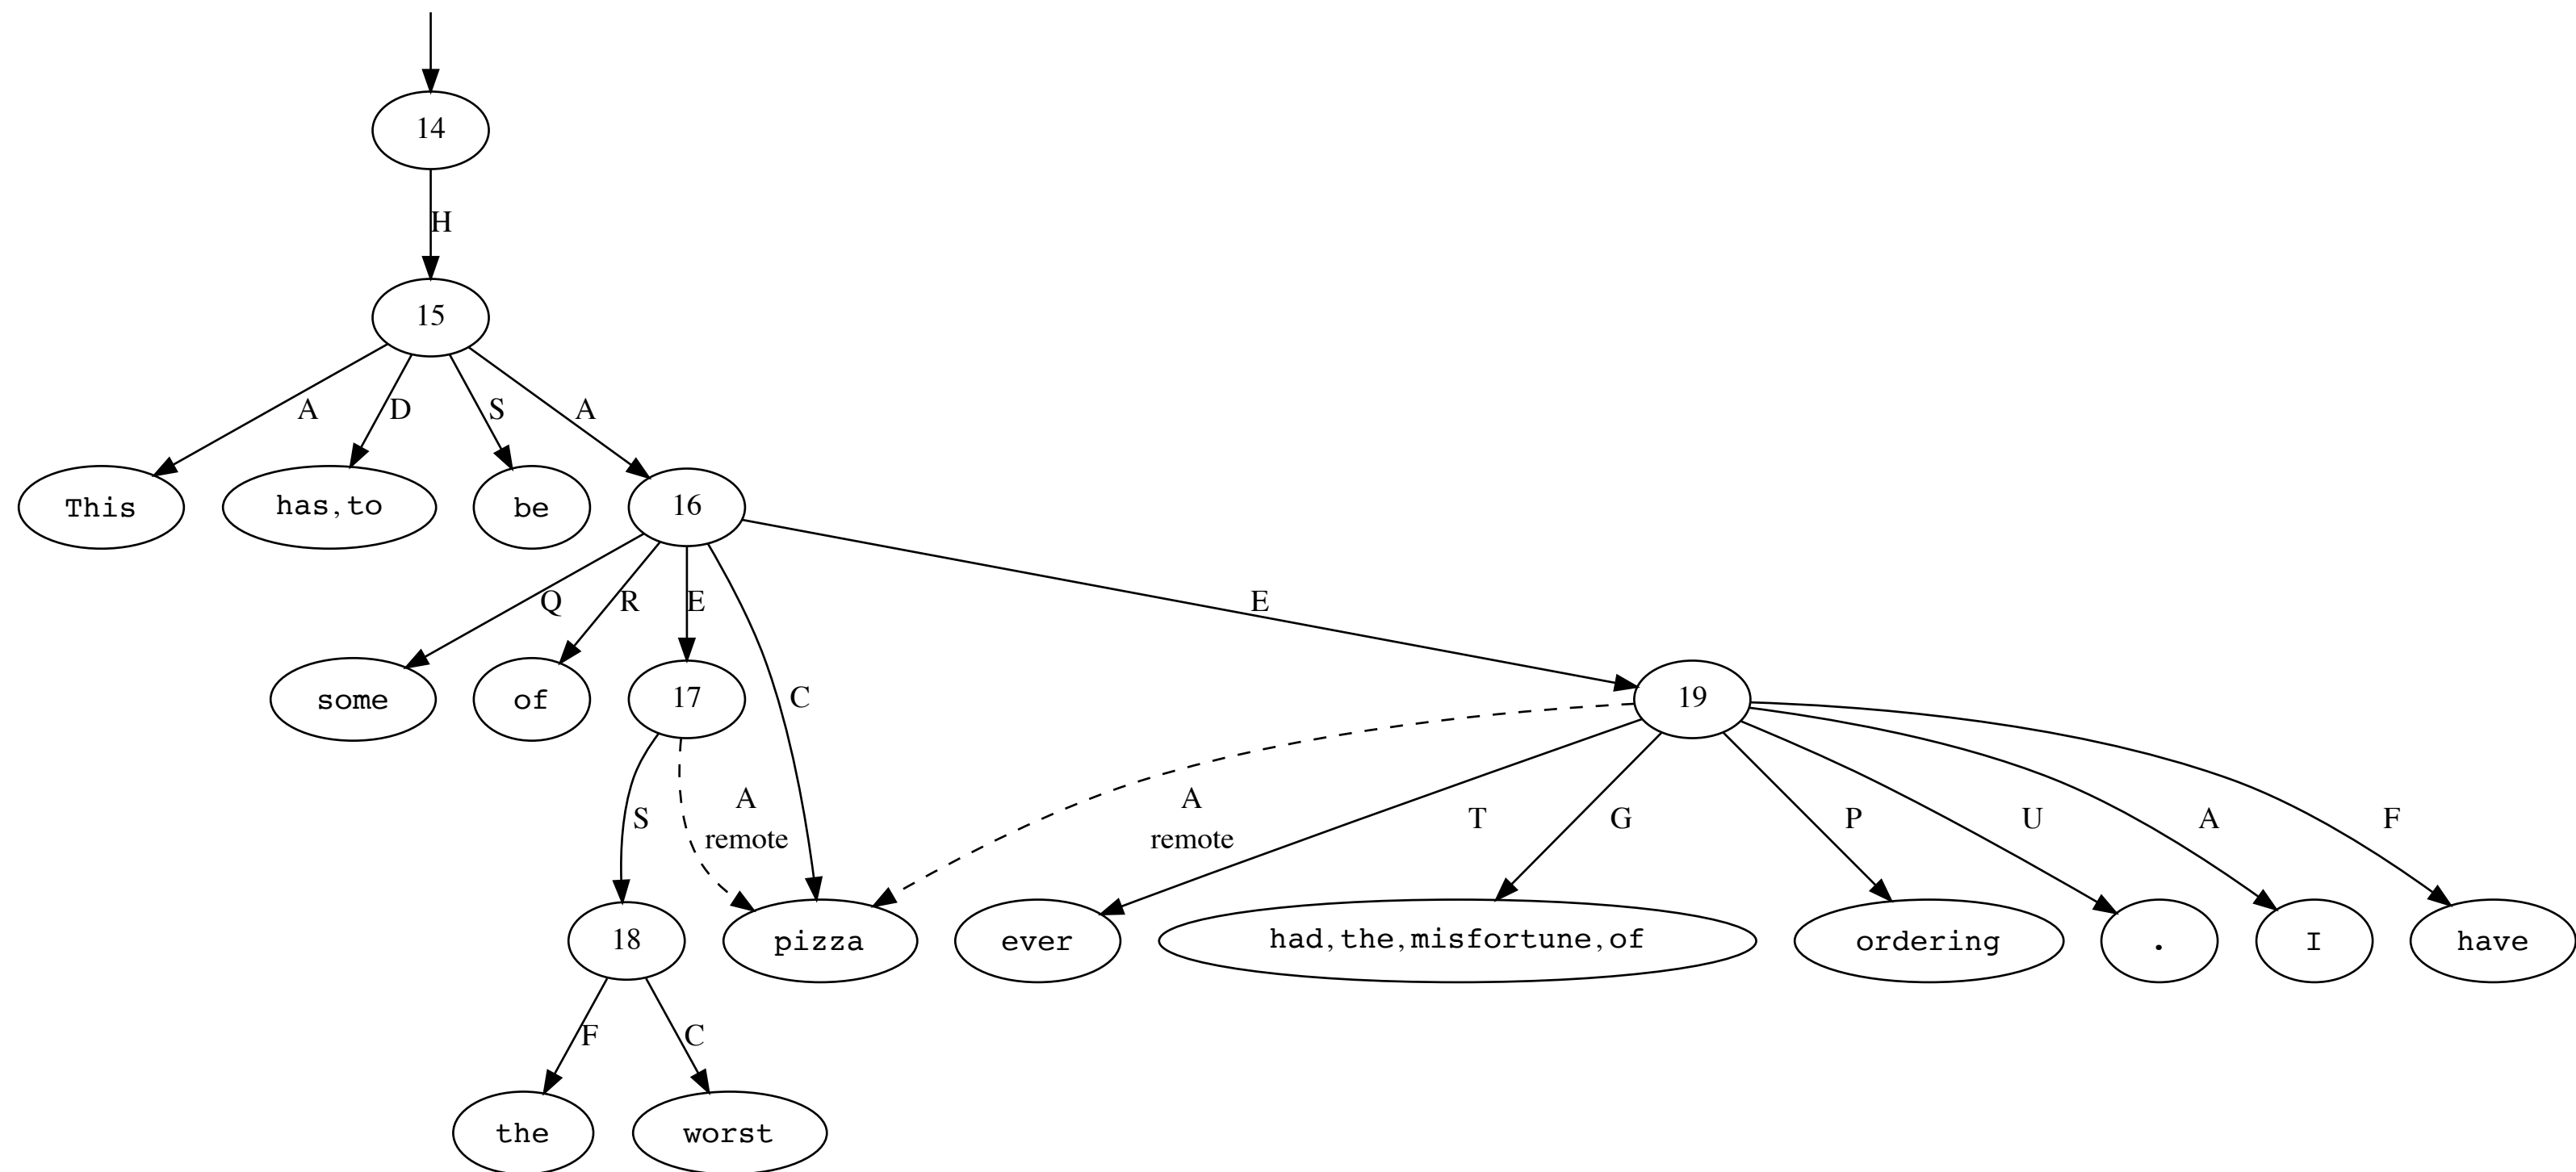 14
H
15
A D S A
This has,to be 16
Q R E E
some of 17 C 19
S A remote A remote T G P U A F
18 pizza ever had,the,misfortune,of ordering . I have
F C
the worst